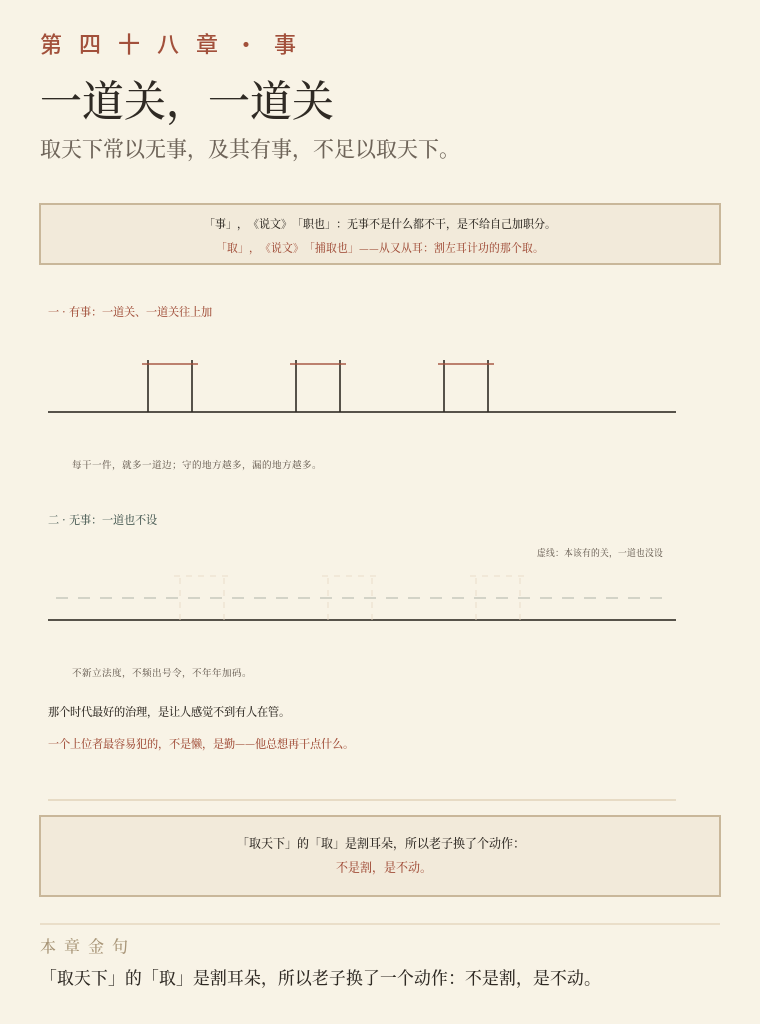 第四十八章·事
一道关，一道关
取天下常以无事，及其有事，不足以取天下。
「事」，《说文》「职也」：无事不是什么都不干，是不给自己加职分。
「取」，《说文》「捕取也」——从又从耳：割左耳计功的那个取。
一·有事：一道关、一道关往上加
每干一件，就多一道边；守的地方越多，漏的地方越多。
二·无事：一道也不设
虚线：本该有的关，一道也没设
不新立法度，不频出号令，不年年加码。
那个时代最好的治理，是让人感觉不到有人在管。
一个上位者最容易犯的，不是懒，是勤——他总想再干点什么。
「取天下」的「取」是割耳朵，所以老子换了个动作：
不是割，是不动。
本章金句
「取天下」的「取」是割耳朵，所以老子换了一个动作：不是割，是不动。